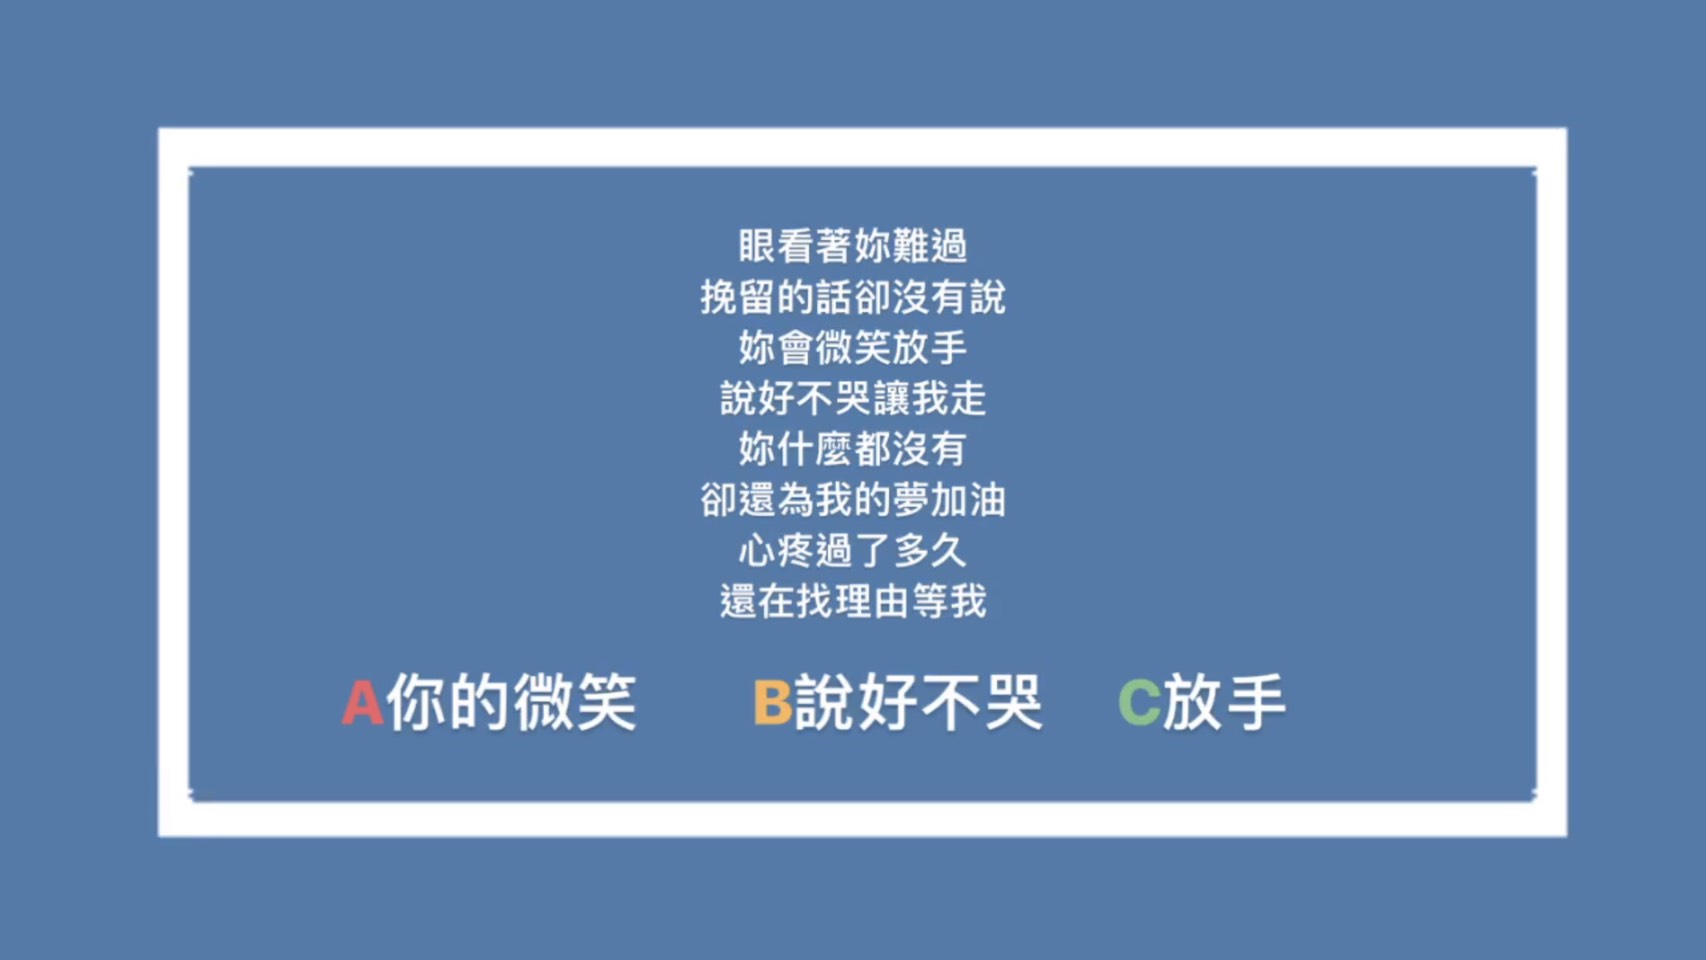 眼看著妳難過
挽留的話卻沒有說
妳會微笑放手
說好不哭讓我走
妳什麼都沒有
卻還為我的夢加油
心疼過了多久
還在找理由等我
A你的微笑 B說好不哭 C放手